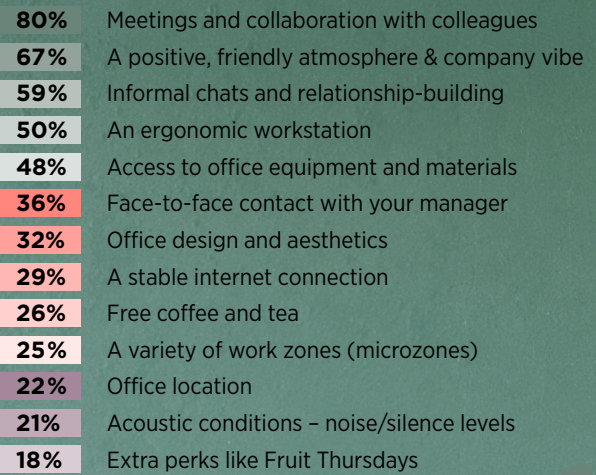 80% Meetings and collaboration with colleagues
67% A positive, friendly atmosphere & company vibe
59% Informal chats and relationship-building
50% An ergonomic workstation
48% Access to office equipment and materials
36% Face-to-face contact with your manager
32% Office design and aesthetics
29% A stable internet connection
26% Free coffee and tea
25% A variety of work zones (microzones)
22% Office location
21% Acoustic conditions – noise/silence levels
18% Extra perks like Fruit Thursdays